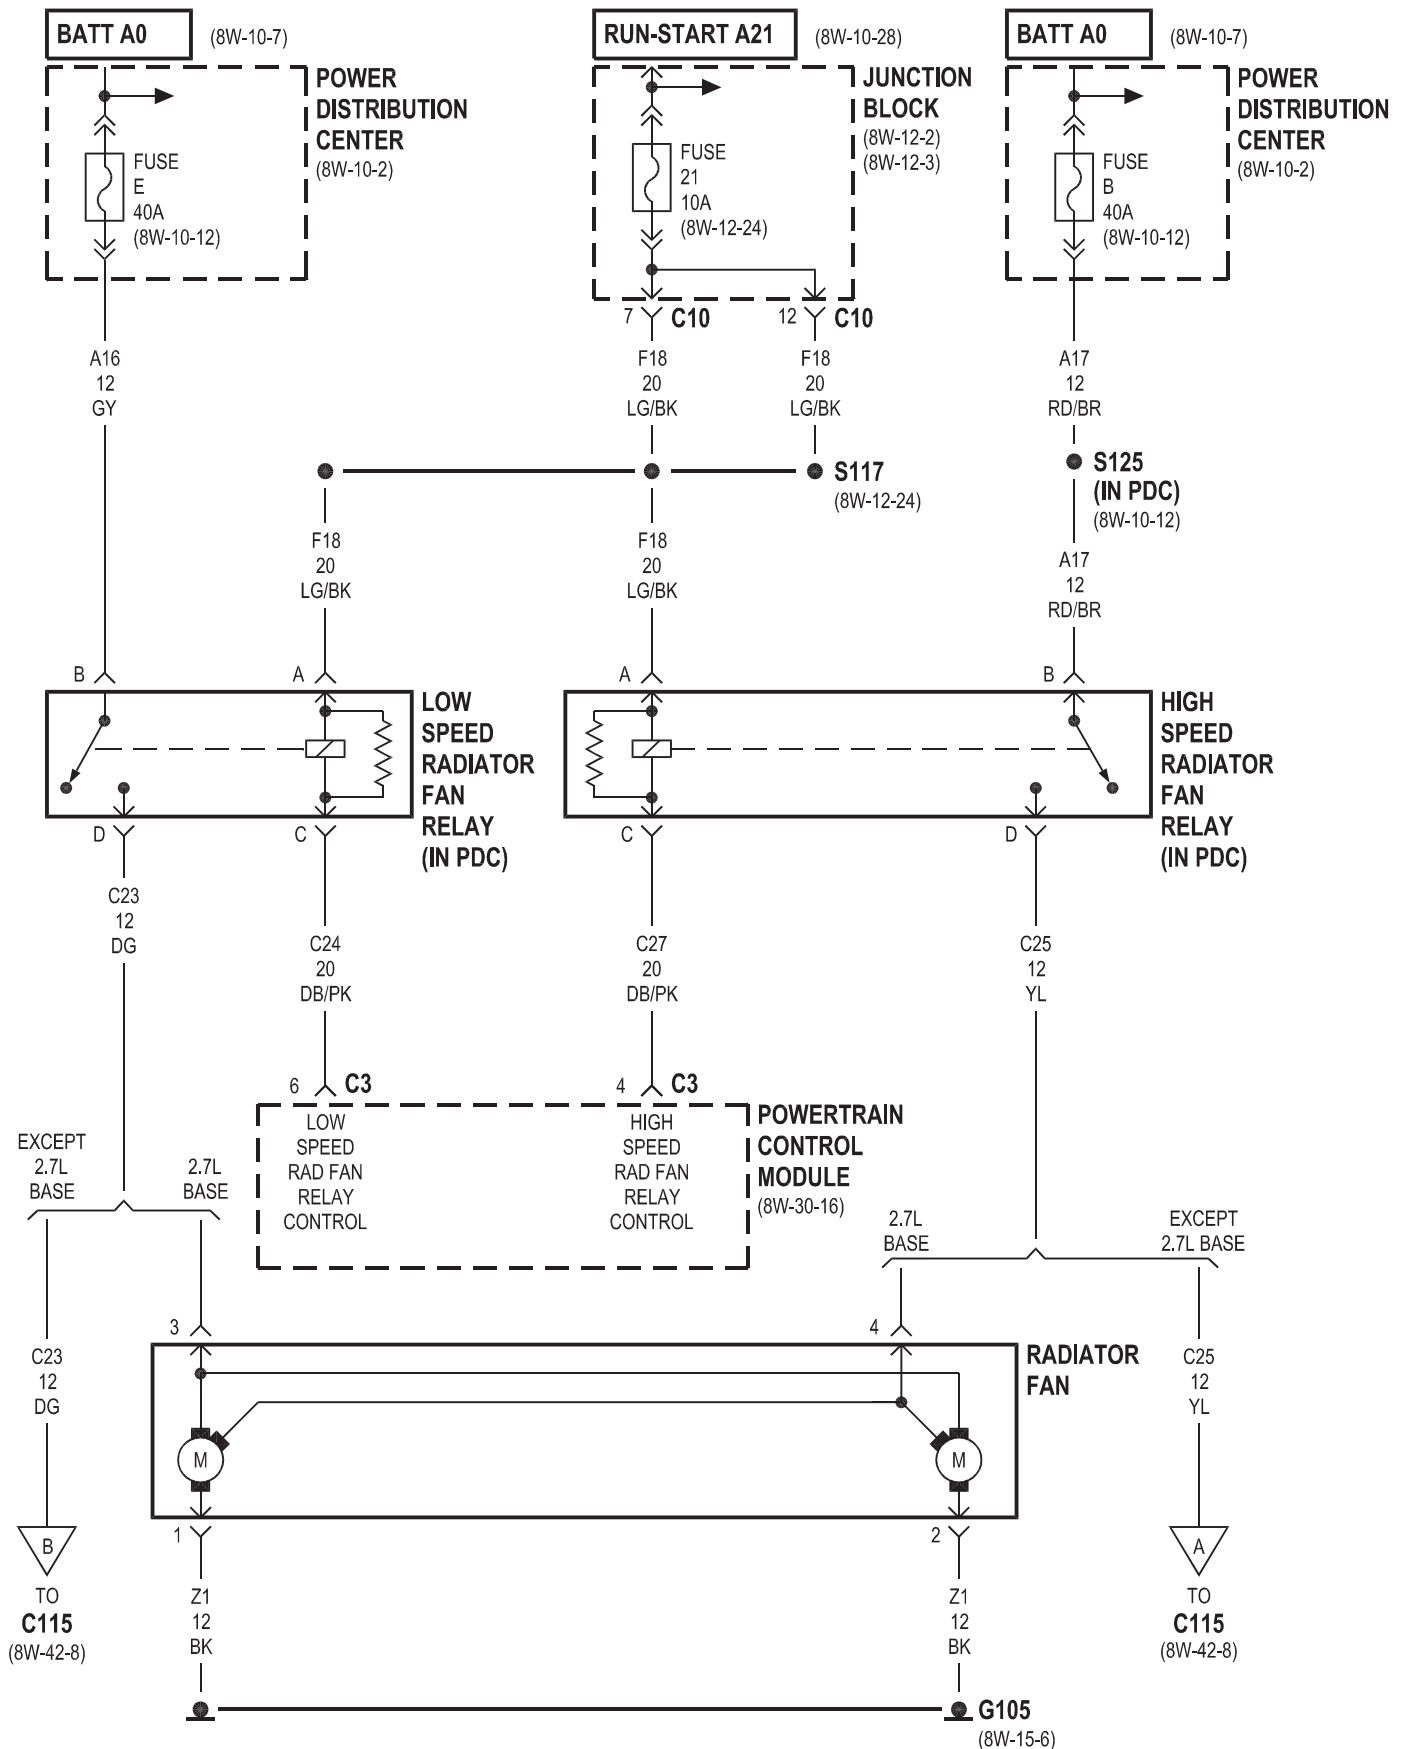 BATT A0
(8W-10-7)
RUN-START A21
(8W-10-28)
BATT A0
(8W-10-7)
POWER
DISTRIBUTION
CENTER
(8W-10-2)
FUSE
E
40A
(8W-10-12)
JUNCTION
BLOCK
(8W-12-2)
(8W-12-3)
FUSE
21
10A
(8W-12-24)
POWER
DISTRIBUTION
CENTER
(8W-10-2)
FUSE
B
40A
(8W-10-12)
7
C10
12
C10
A16
12
GY
F18
20
LG/BK
F18
20
LG/BK
A17
12
RD/BR
S117
(8W-12-24)
S125
(IN PDC)
(8W-10-12)
F18
20
LG/BK
F18
20
LG/BK
A17
12
RD/BR
B
A
A
B
LOW
SPEED
RADIATOR
FAN
RELAY
(IN PDC)
HIGH
SPEED
RADIATOR
FAN
RELAY
(IN PDC)
D
C
C
D
C23
12
DG
C24
20
DB/PK
C27
20
DB/PK
C25
12
YL
6
C3
4
C3
LOW
SPEED
RAD FAN
RELAY
CONTROL
HIGH
SPEED
RAD FAN
RELAY
CONTROL
POWERTRAIN
CONTROL
MODULE
(8W-30-16)
EXCEPT
2.7L
BASE
2.7L
BASE
2.7L
BASE
EXCEPT
2.7L BASE
3
4
C23
12
DG
RADIATOR
FAN
C25
12
YL
M
M
1
2
B
TO
C115
(8W-42-8)
Z1
12
BK
Z1
12
BK
A
TO
C115
(8W-42-8)
G105
(8W-15-6)